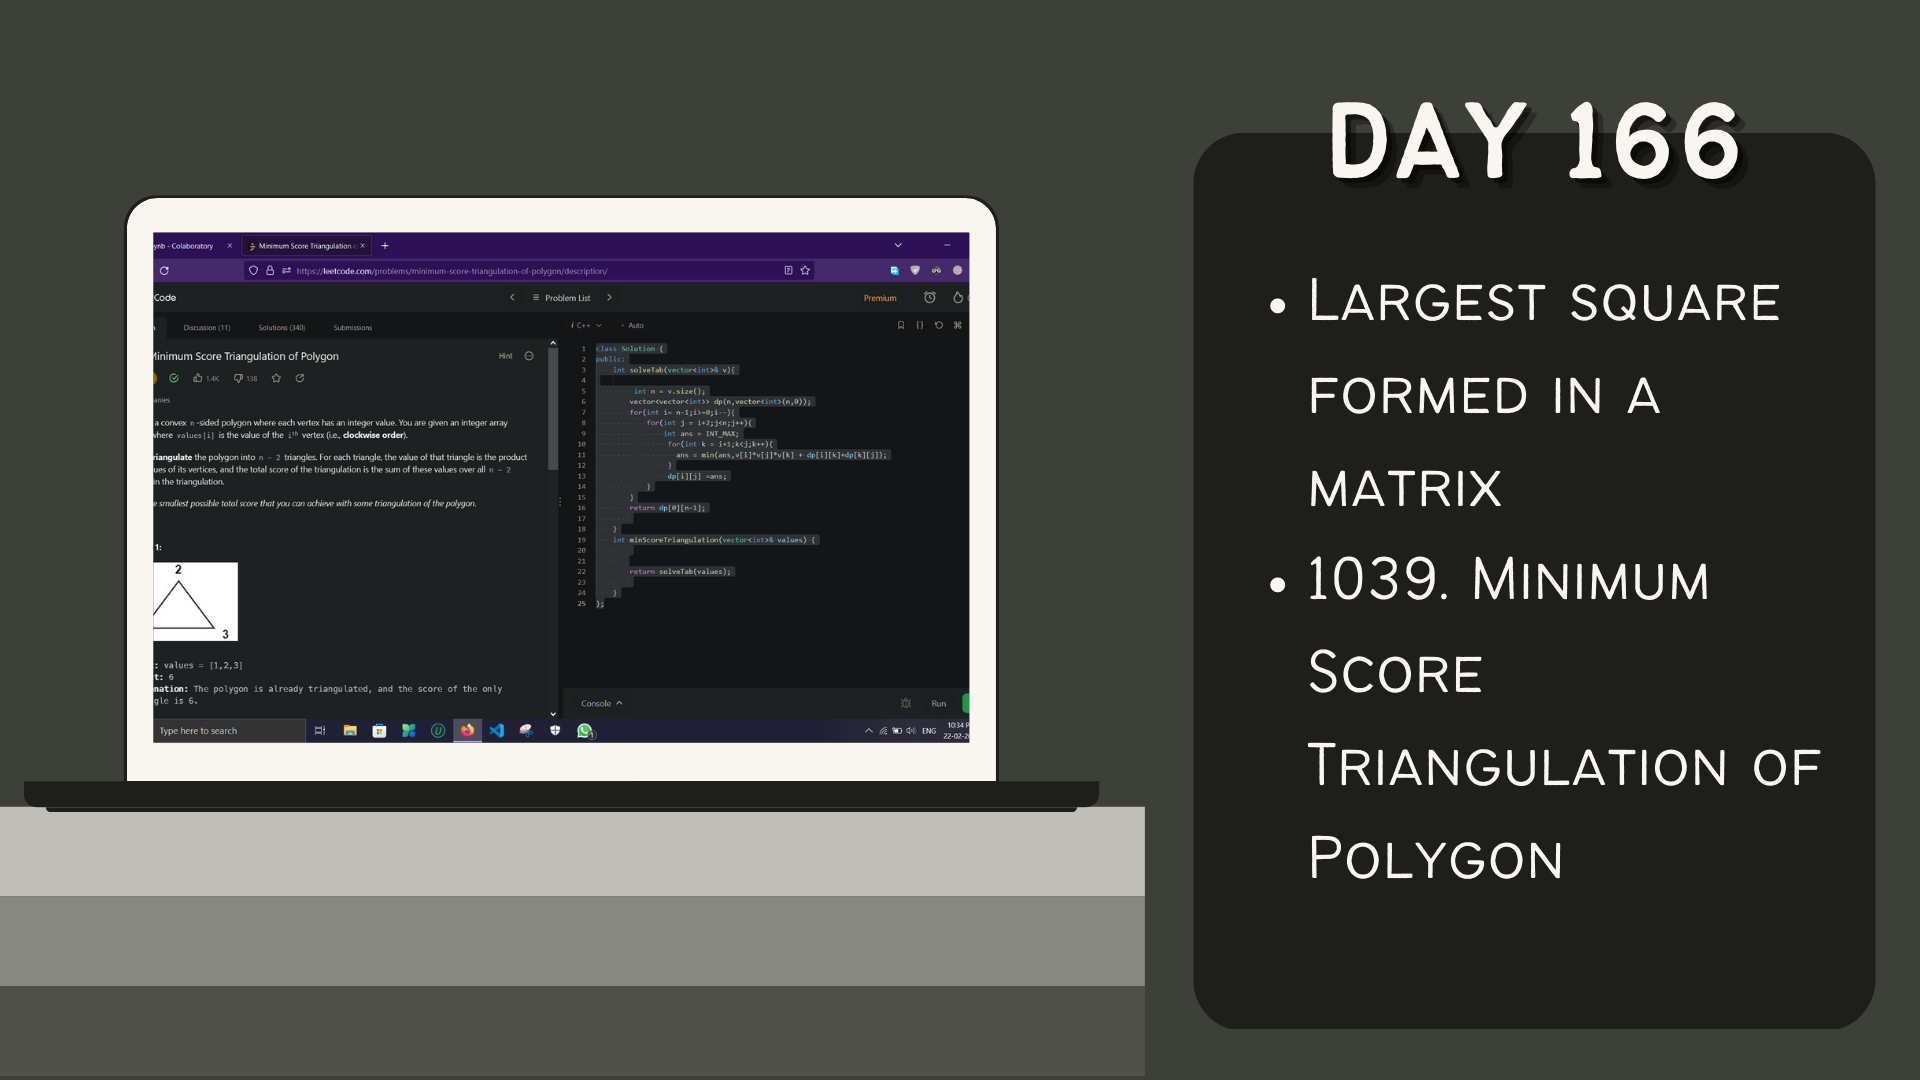 DAY 166
• Largest square
formed in a
matrix
• 1039. Minimum
Score
Triangulation of
Polygon
ynb - Colaboratory
Minimum Score Triangulation
https://leetcode.com/problems/minimum-score-triangulation-of-polygon/description/
Code
Problem List
Premium
Discussion (11) Solutions (340) Submissions
Minimum Score Triangulation of Polygon
Hint
1.4K 138
anies
a convex n-sided polygon where each vertex has an integer value. You are given an integer array
where values[i] is the value of the ith vertex (i.e., clockwise order).
riangulate the polygon into n - 2 triangles. For each triangle, the value of that triangle is the product
ues of its vertices, and the total score of the triangulation is the sum of these values over all n - 2
in the triangulation.
e smallest possible total score that you can achieve with some triangulation of the polygon.
1:
2
3
: values = [1,2,3]
t: 6
nation: The polygon is already triangulated, and the score of the only
gle is 6.
i C++ • Auto
1 class Solution {
2 public:
3 int solveTab(vector<int>& v){
4
5 int n = v.size();
6 vector<vector<int>> dp(n,vector<int>(n,0));
7 for(int i= n-1;i>=0;i--){
8 for(int j = i+2;j<n;j++){
9 int ans = INT_MAX;
10 for(int k = i+1;k<j;k++){
11 ans = min(ans,v[i]*v[j]*v[k] + dp[i][k]+dp[k][j]);
12 }
13 dp[i][j] =ans;
14 }
15 }
16 return dp[0][n-1];
17
18 }
19 int minScoreTriangulation(vector<int>& values) {
20
21
22 return solveTab(values);
23
24 }
25 };
Console
Run
Type here to search
ENG
10:34 P
22-02-2